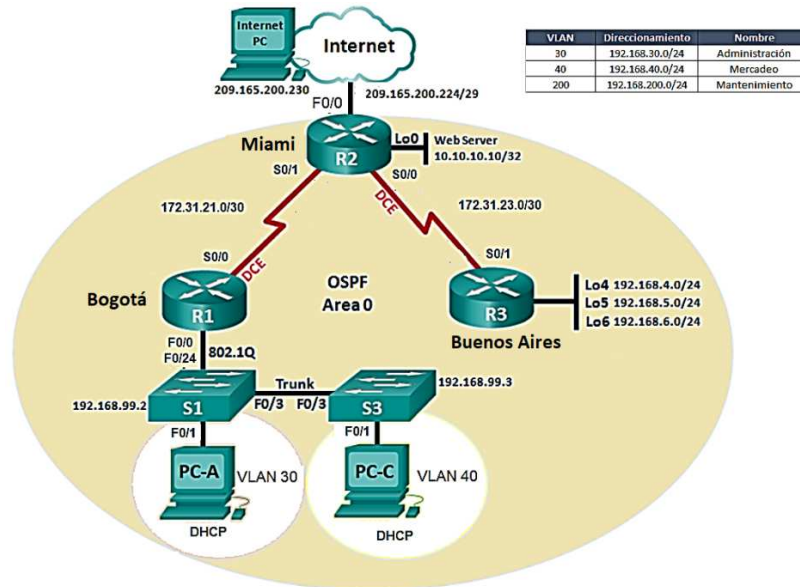 Internet
PC
Internet
209.165.200.230
209.165.200.224/29
F0/0
VLAN Direccionamiento Nombre
30 192.168.30.0/24 Administración
40 192.168.40.0/24 Mercadeo
200 192.168.200.0/24 Mantenimiento
Miami
R2
Lo0
Web Server
10.10.10.10/32
S0/1
S0/0
DCE
172.31.21.0/30
172.31.23.0/30
S0/0
DCE
S0/1
Bogotá
R1
OSPF
Area 0
R3
Buenos Aires
Lo4 192.168.4.0/24
Lo5 192.168.5.0/24
Lo6 192.168.6.0/24
F0/0
F0/24
802.1Q
192.168.99.2
S1
Trunk
F0/3 F0/3
S3
192.168.99.3
F0/1
F0/1
PC-A
VLAN 30
PC-C
VLAN 40
DHCP
DHCP